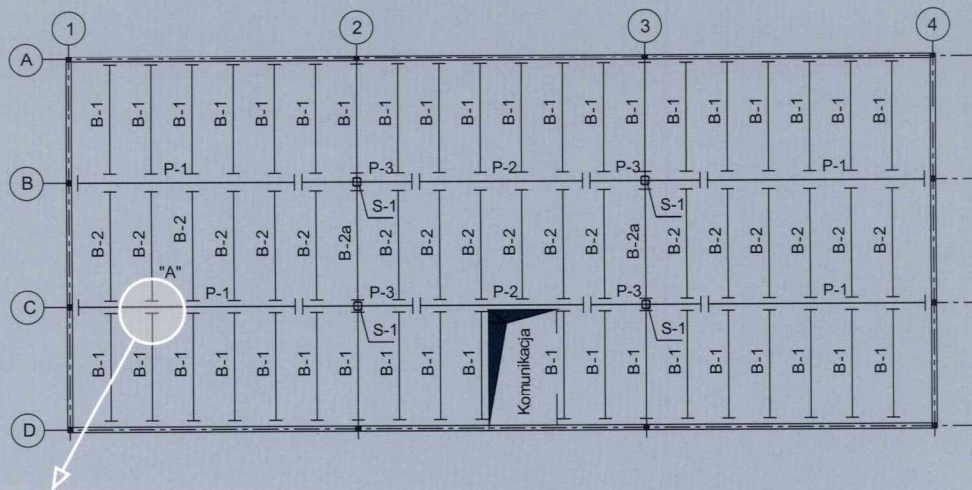 1 2 3 4
A
B-1 B-1 B-1 B-1 B-1 B-1 B-1 B-1 B-1 B-1 B-1 B-1 B-1 B-1 B-1 B-1 B-1 B-1 B-1 B-1
P-1 P-3 P-2 P-3 P-1
B
S-1 S-1
B-2 B-2 B-2 B-2 B-2 B-2 B-2a B-2 B-2 B-2 B-2 B-2 B-2 B-2a B-2 B-2 B-2 B-2 B-2 B-2
"A"
P-1 P-3 P-2 P-3 P-1
C
S-1 S-1
B-1 B-1 B-1 B-1 B-1 B-1 B-1 B-1 B-1 B-1 Komunikacja B-1 B-1 B-1 B-1 B-1 B-1 B-1 B-1 B-1
D